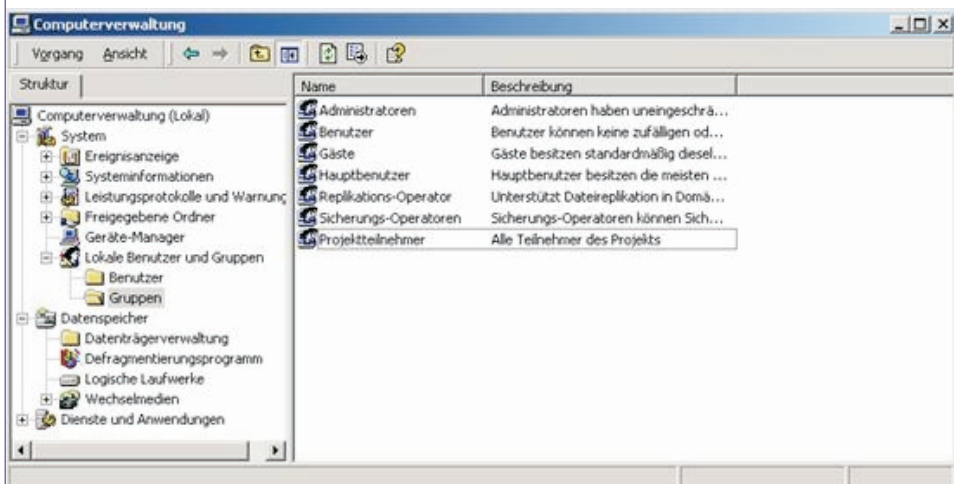 Computerverwaltung
Vorgang Ansicht
Struktur
Name Beschreibung
Computerverwaltung (Lokal)
System
Ereignisanzeige
Systeminformationen
Leistungsprotokolle und Warnung
Freigegebene Ordner
Geräte-Manager
Lokale Benutzer und Gruppen
Benutzer
Gruppen
Datenspeicher
Datenträgerverwaltung
Defragmentierungsprogramm
Logische Laufwerke
Wechselmedien
Dienste und Anwendungen
Administratoren Administratoren haben uneingeschrä...
Benutzer Benutzer können keine zufälligen od...
Gäste Gäste besitzen standardmäßig diesel...
Hauptbenutzer Hauptbenutzer besitzen die meisten ...
Replikations-Operator Unterstützt Dateireplikation in Domä...
Sicherungs-Operatoren Sicherungs-Operatoren können Sich...
Projektteilnehmer Alle Teilnehmer des Projekts